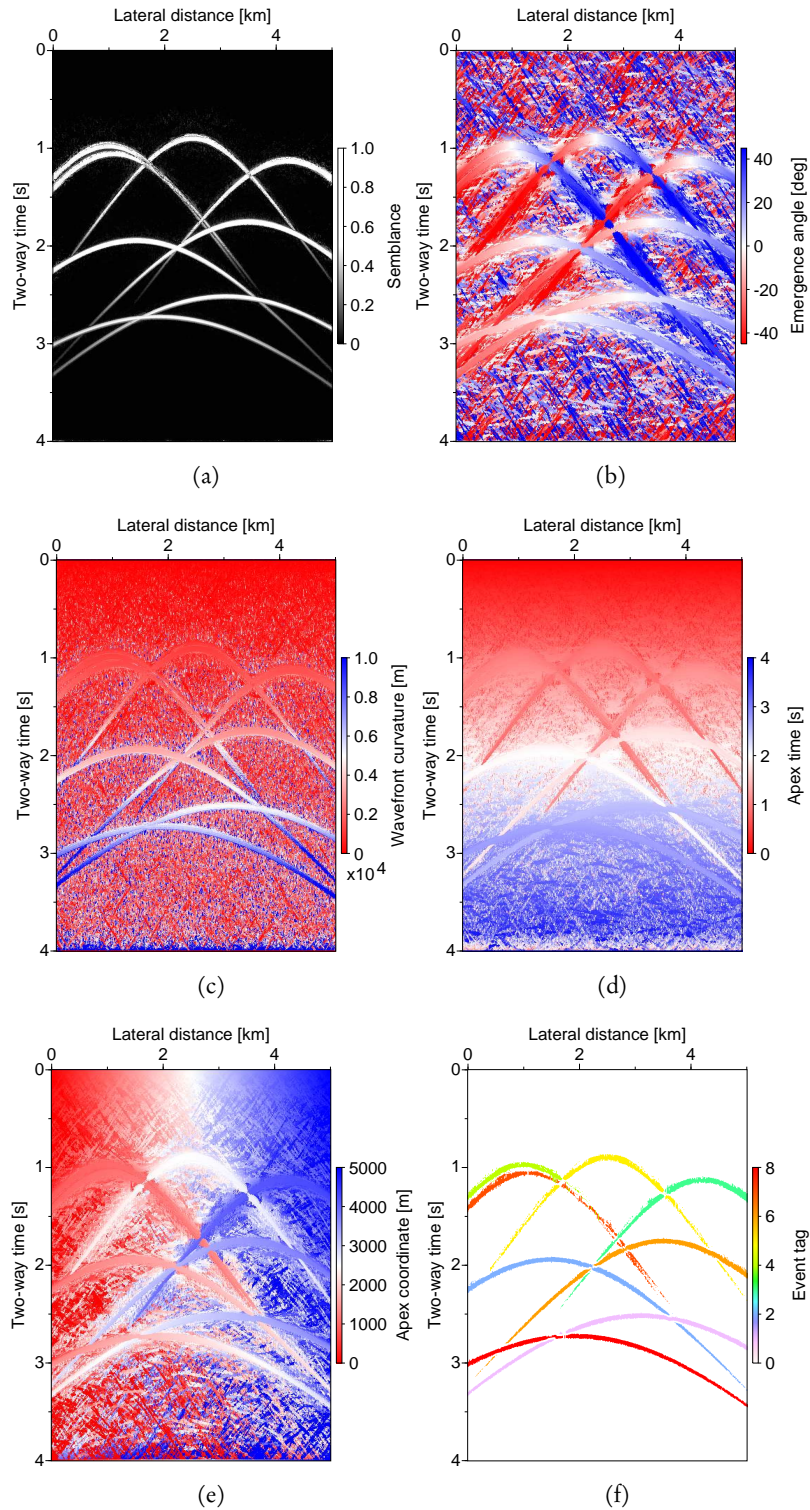 Lateral distance [km]
0 2 4
0
1
2
3
4
Two-way time [s]
1.0
0.8
0.6
0.4
0.2
0
Semblance
(a)
Lateral distance [km]
0 2 4
0
1
2
3
4
Two-way time [s]
40
20
0
-20
-40
Emergence angle [deg]
(b)
Lateral distance [km]
0 2 4
0
1
2
3
4
Two-way time [s]
1.0
0.8
0.6
0.4
0.2
0
x10⁴
Wavefront curvature [m]
(c)
Lateral distance [km]
0 2 4
0
1
2
3
4
Two-way time [s]
4
3
2
1
0
Apex time [s]
(d)
Lateral distance [km]
0 2 4
0
1
2
3
4
Two-way time [s]
5000
4000
3000
2000
1000
0
Apex coordinate [m]
(e)
Lateral distance [km]
0 2 4
0
1
2
3
4
Two-way time [s]
8
6
4
2
0
Event tag
(f)